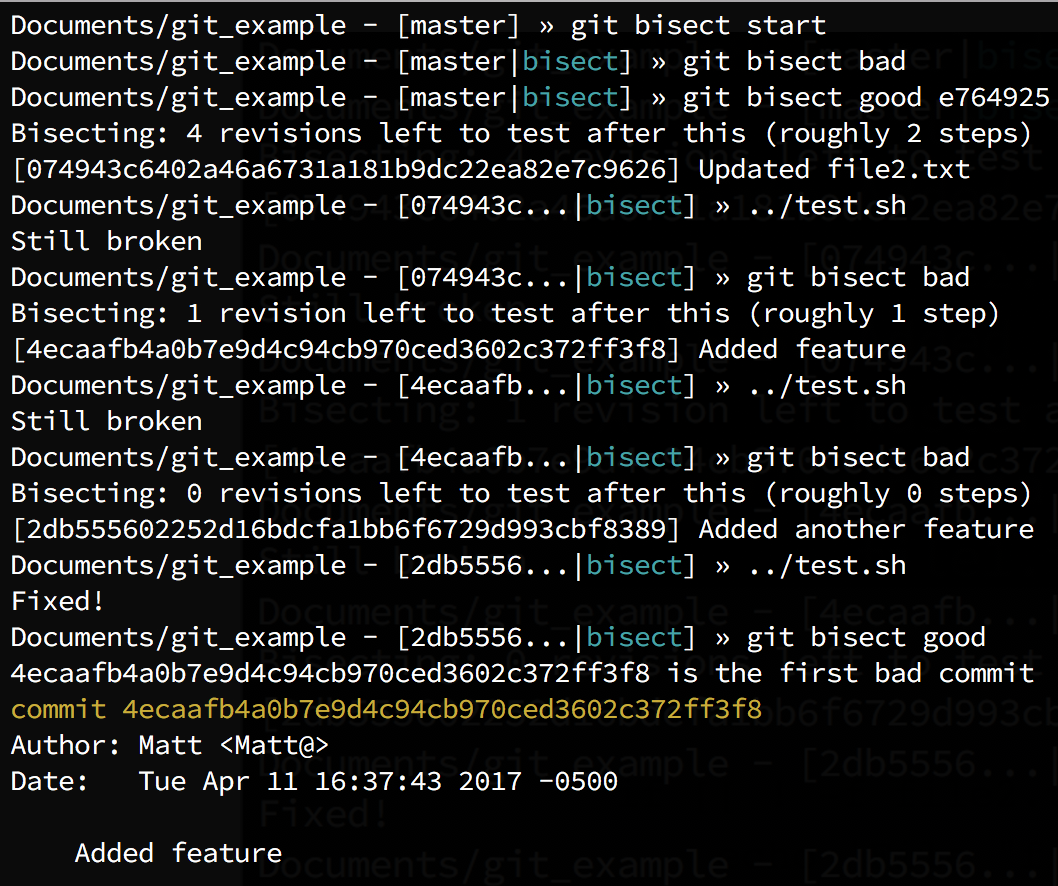 Documents/git_example - [master] » git bisect start
Documents/git_example - [master|bisect] » git bisect bad
Documents/git_example - [master|bisect] » git bisect good e764925
Bisecting: 4 revisions left to test after this (roughly 2 steps)
[074943c6402a46a6731a181b9dc22ea82e7c9626] Updated file2.txt
Documents/git_example - [074943c...|bisect] » ../test.sh
Still broken
Documents/git_example - [074943c...|bisect] » git bisect bad
Bisecting: 1 revision left to test after this (roughly 1 step)
[4ecaafb4a0b7e9d4c94cb970ced3602c372ff3f8] Added feature
Documents/git_example - [4ecaafb...|bisect] » ../test.sh
Still broken
Documents/git_example - [4ecaafb...|bisect] » git bisect bad
Bisecting: 0 revisions left to test after this (roughly 0 steps)
[2db555602252d16bdcfa1bb6f6729d993cbf8389] Added another feature
Documents/git_example - [2db5556...|bisect] » ../test.sh
Fixed!
Documents/git_example - [2db5556...|bisect] » git bisect good
4ecaafb4a0b7e9d4c94cb970ced3602c372ff3f8 is the first bad commit
commit 4ecaafb4a0b7e9d4c94cb970ced3602c372ff3f8
Author: Matt <Matt@>
Date:   Tue Apr 11 16:37:43 2017 -0500

    Added feature